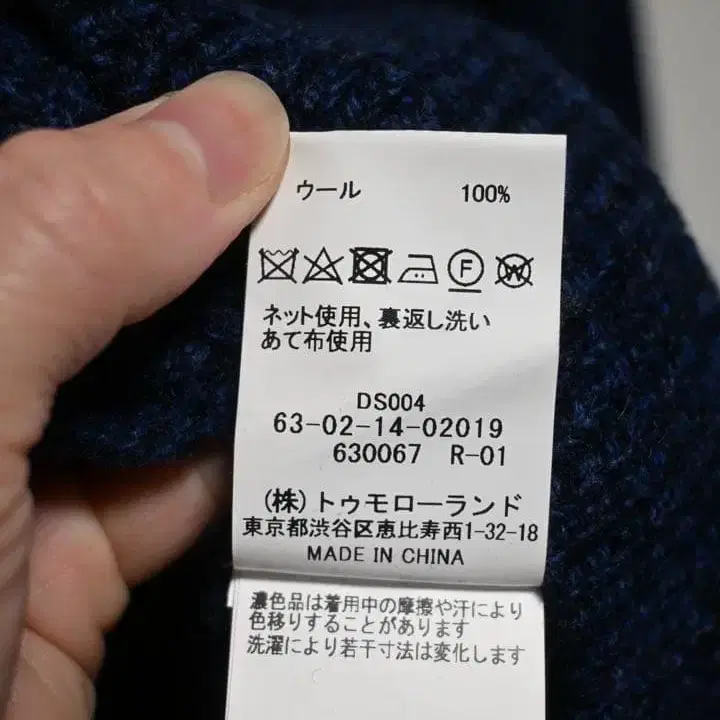 ウール 100%
F W
ネット使用、裏返し洗い
あて布使用
DS004
63-02-14-02019
630067 R-01
(株)トゥモローランド
東京都渋谷区恵比寿西1-32-18
MADE IN CHINA
濃色品は着用中の摩擦や汗により
色移りすることがあります
洗濯により若干寸法は変化します